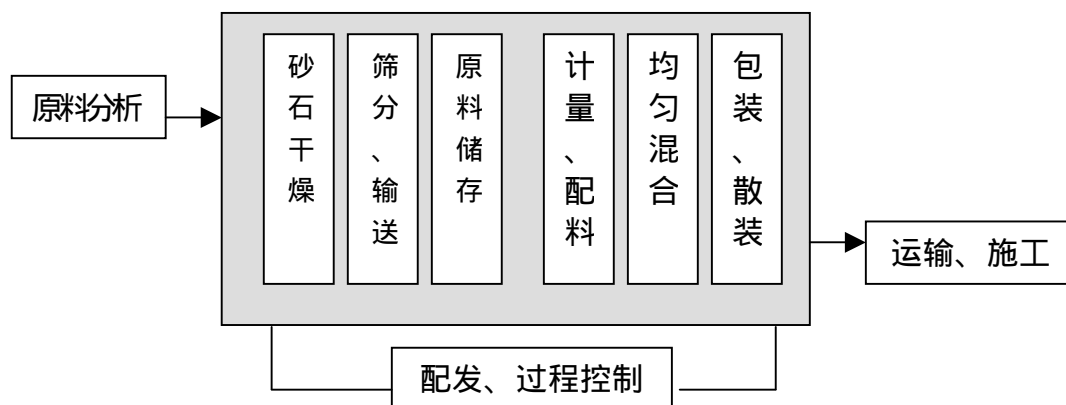 原料分析
砂石干燥
筛分、输送
原料储存
计量、配料
均匀混合
包装、散装
运输、施工
配发、过程控制